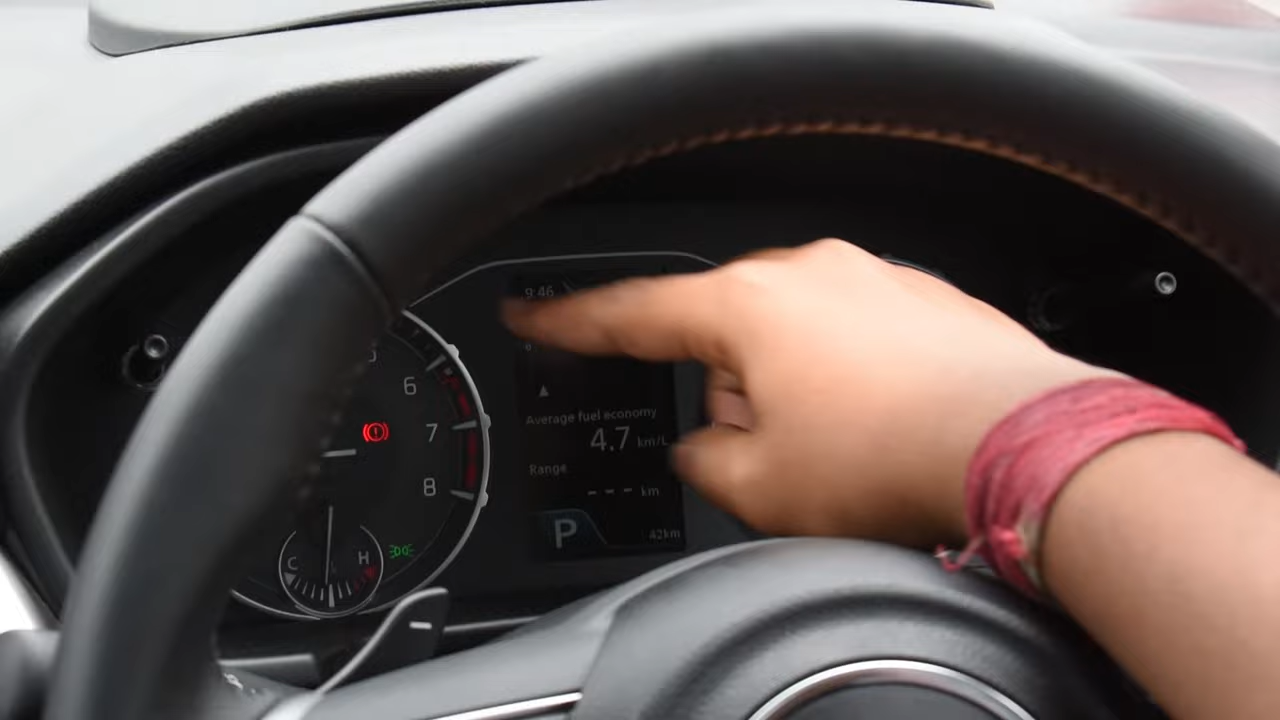 9:46
6
7
8
Average fuel economy
4.7 km/L
Range
--- km
P
42km
C
H